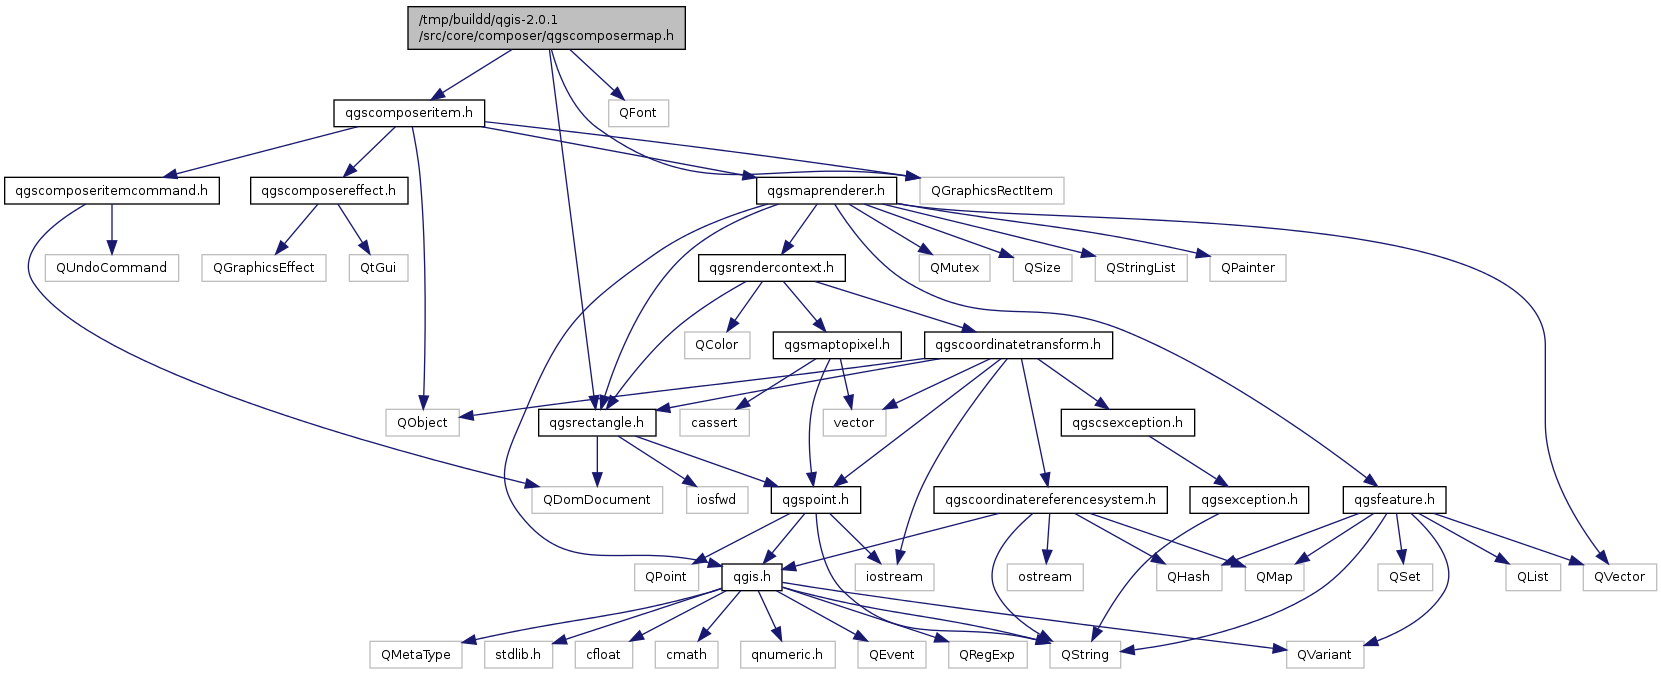 /tmp/buildd/qgis-2.0.1
/src/core/composer/qgscomposermap.h
qgscomposeritem.h
QFont
qgscomposeritemcommand.h
qgscomposereffect.h
qgsmaprenderer.h
QGraphicsRectItem
QUndoCommand
QGraphicsEffect
QtGui
qgsrendercontext.h
QMutex
QSize
QStringList
QPainter
QColor
qgsmaptopixel.h
qgscoordinatetransform.h
QObject
qgsrectangle.h
cassert
vector
qgscsexception.h
QDomDocument
iosfwd
qgspoint.h
qgscoordinatereferencesystem.h
qgsexception.h
qgsfeature.h
QPoint
qgis.h
iostream
ostream
QHash
QMap
QSet
QList
QVector
QMetaType
stdlib.h
cfloat
cmath
qnumeric.h
QEvent
QRegExp
QString
QVariant